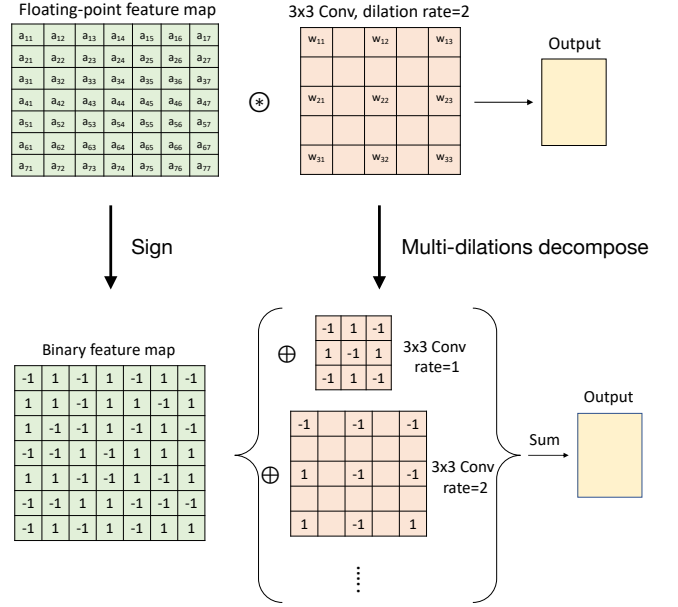 Floating-point feature map
3x3 Conv, dilation rate=2
a11 a12 a13 a14 a15 a16 a17
a21 a22 a23 a24 a25 a26 a27
a31 a32 a33 a34 a35 a36 a37
a41 a42 a43 a44 a45 a46 a47
a51 a52 a53 a54 a55 a56 a57
a61 a62 a63 a64 a65 a66 a67
a71 a72 a73 a74 a75 a76 a77
w11 w12 w13
w21 w22 w23
w31 w32 w33
Output
Sign
Multi-dilations decompose
Binary feature map
-1 1 -1 1 -1 1 -1
1 1 -1 1 1 -1 1
1 -1 -1 1 -1 1 -1
-1 -1 1 1 -1 1 1
1 1 -1 1 1 1 1
-1 -1 1 -1 1 -1 -1
-1 1 -1 1 -1 1 1
-1 1 -1
1 -1 1
-1 1 -1
3x3 Conv
rate=1
-1 -1 -1
1 -1 -1
1 -1 1
3x3 Conv
rate=2
......
Sum
Output